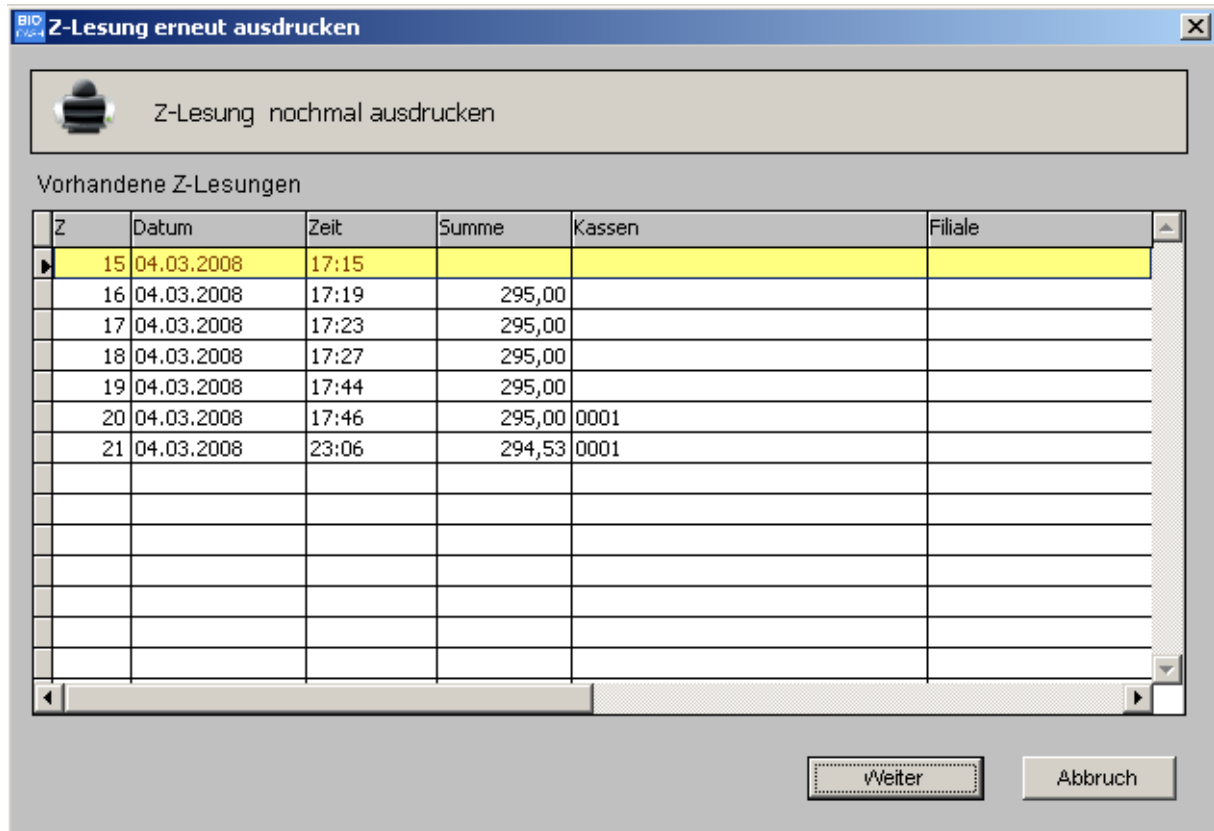 BIO CASH Z-Lesung erneut ausdrucken
Z-Lesung nochmal ausdrucken
Vorhandene Z-Lesungen
Z Datum Zeit Summe Kassen Filiale
15 04.03.2008 17:15
16 04.03.2008 17:19 295,00
17 04.03.2008 17:23 295,00
18 04.03.2008 17:27 295,00
19 04.03.2008 17:44 295,00
20 04.03.2008 17:46 295,00 0001
21 04.03.2008 23:06 294,53 0001
Weiter Abbruch